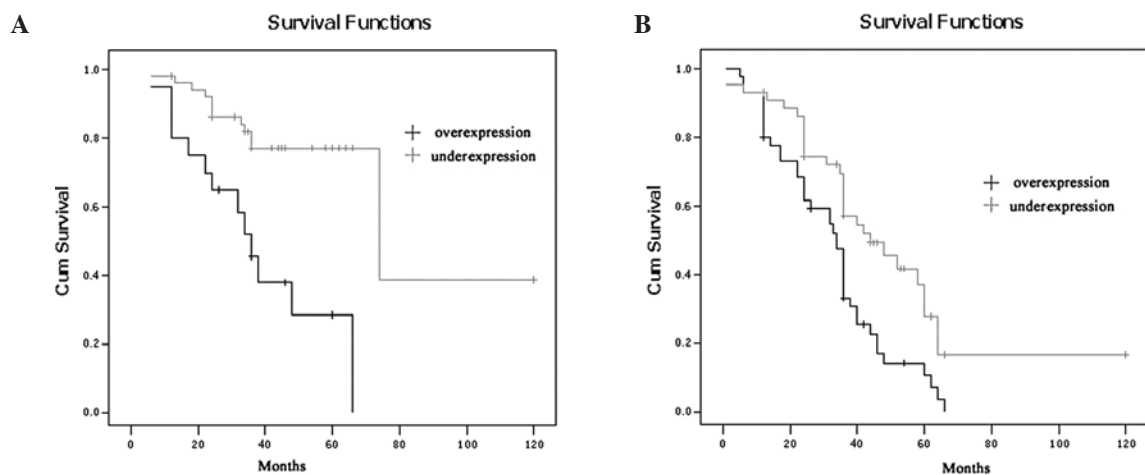 A
Survival Functions
Cum Survival
1.0
0.8
0.6
0.4
0.2
0.0
overexpression
underexpression
0 20 40 60 80 100 120
Months
B
Survival Functions
Cum Survival
1.0
0.8
0.6
0.4
0.2
0.0
overexpression
underexpression
0 20 40 60 80 100 120
Months